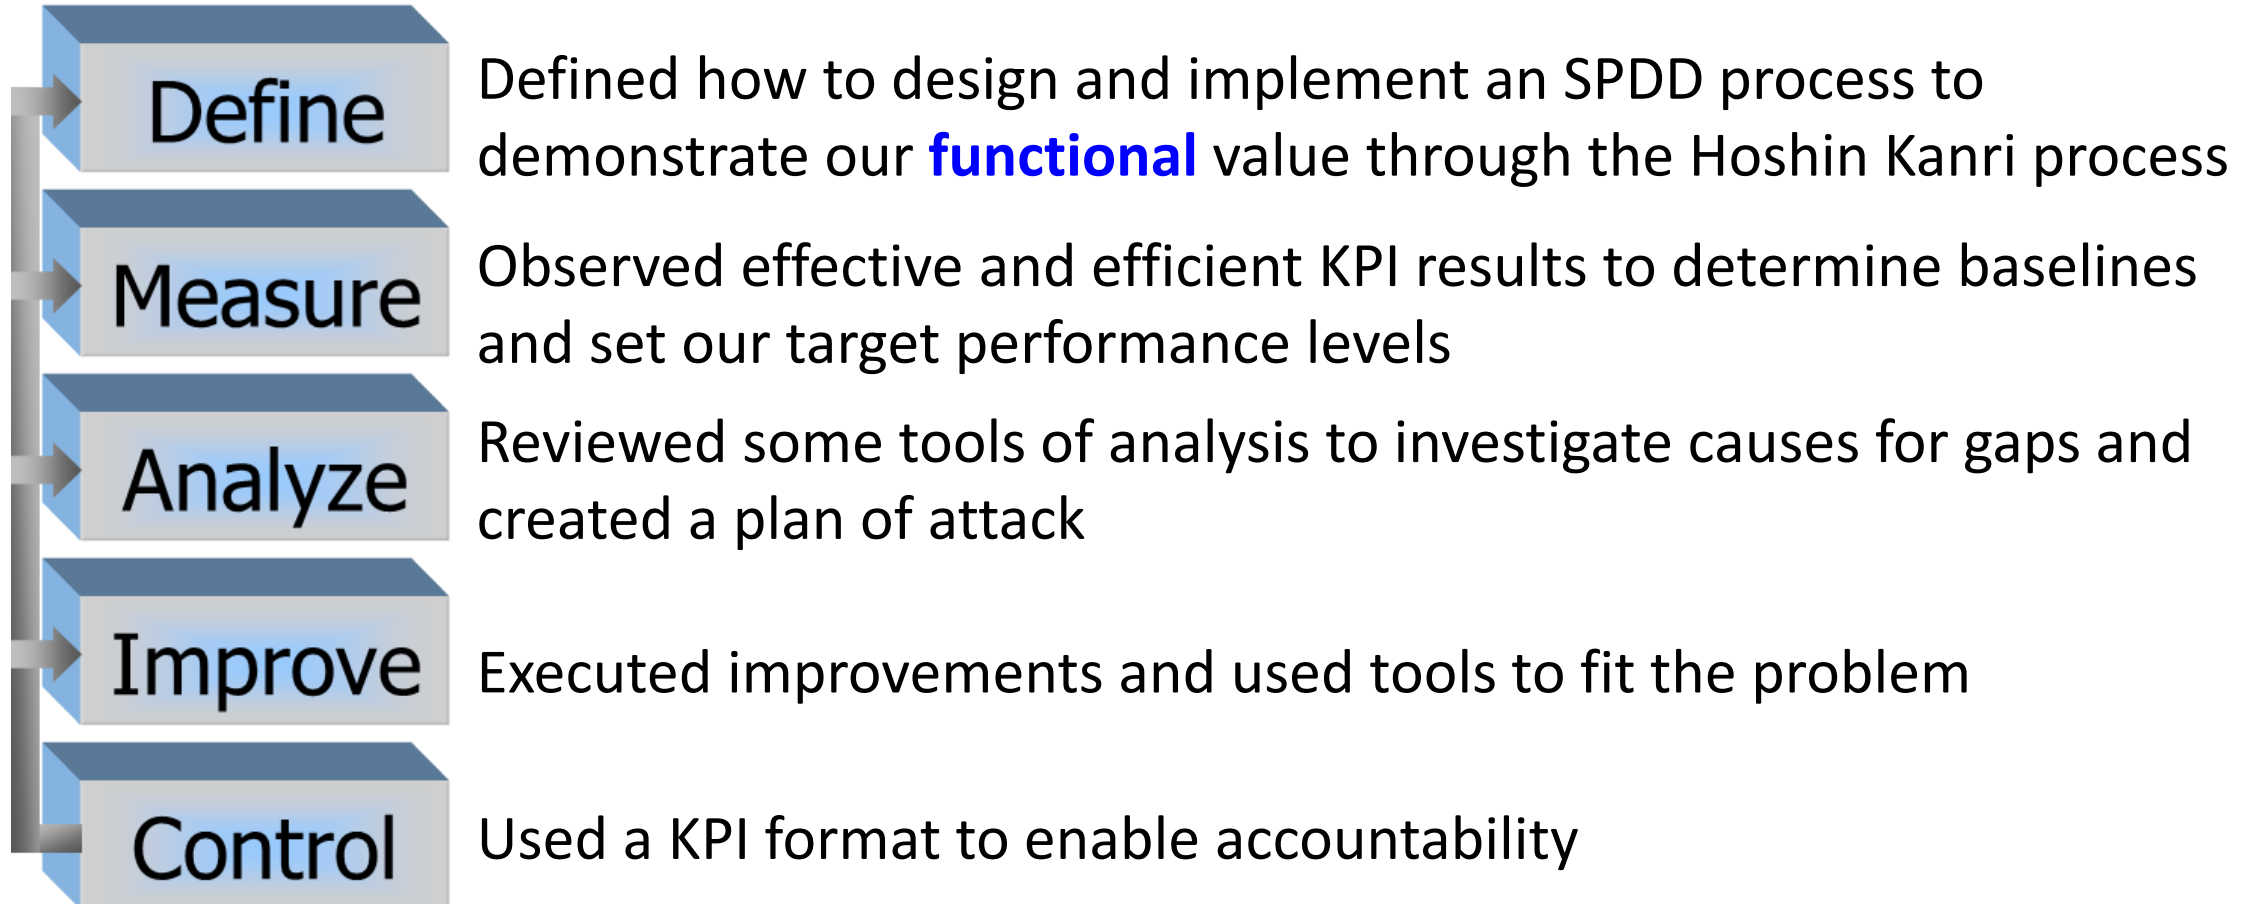 Define
Defined how to design and implement an SPDD process to
demonstrate our functional value through the Hoshin Kanri process
Measure
Observed effective and efficient KPI results to determine baselines
and set our target performance levels
Analyze
Reviewed some tools of analysis to investigate causes for gaps and
created a plan of attack
Improve
Executed improvements and used tools to fit the problem
Control
Used a KPI format to enable accountability